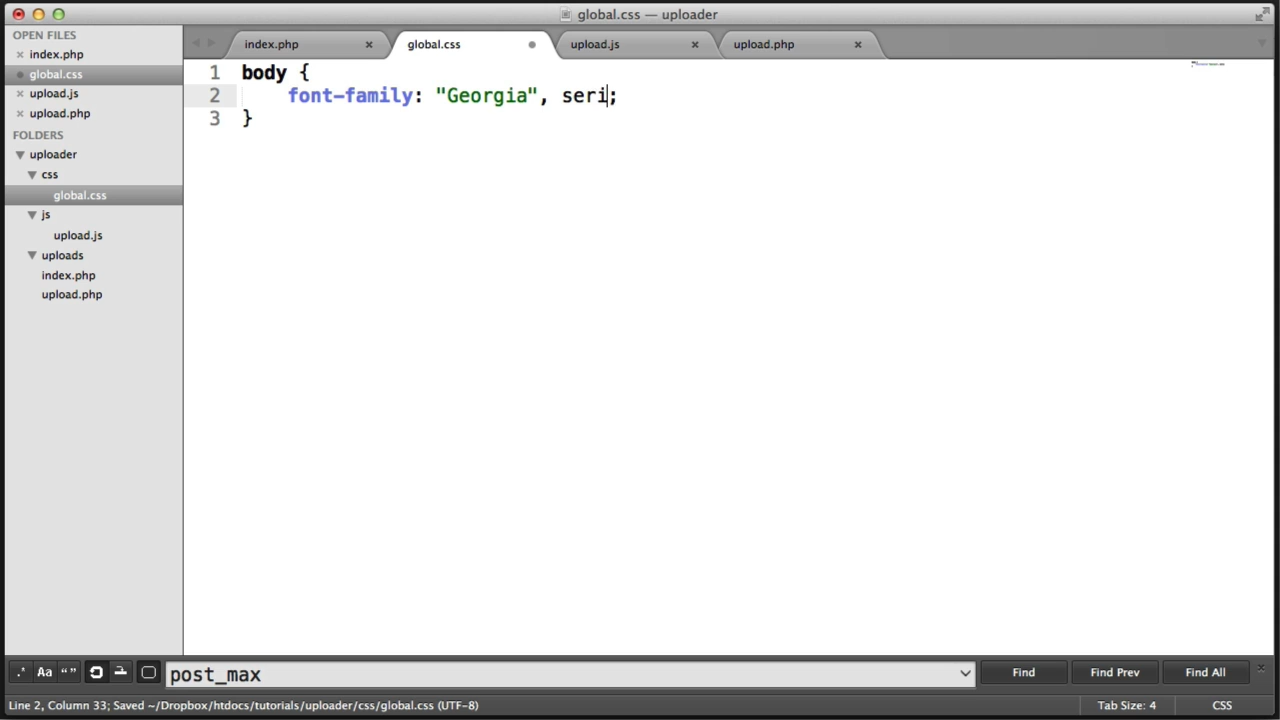 global.css — uploader
OPEN FILES
index.php
global.css
upload.js
upload.php
FOLDERS
uploader
css
global.css
js
upload.js
uploads
index.php
upload.php
index.php
global.css
upload.js
upload.php
1 body {
2 font-family: "Georgia", seri;
3 }
.* Aa “ ”
post_max
Find
Find Prev
Find All
Line 2, Column 33; Saved ~/Dropbox/htdocs/tutorials/uploader/css/global.css (UTF-8)
Tab Size: 4
CSS